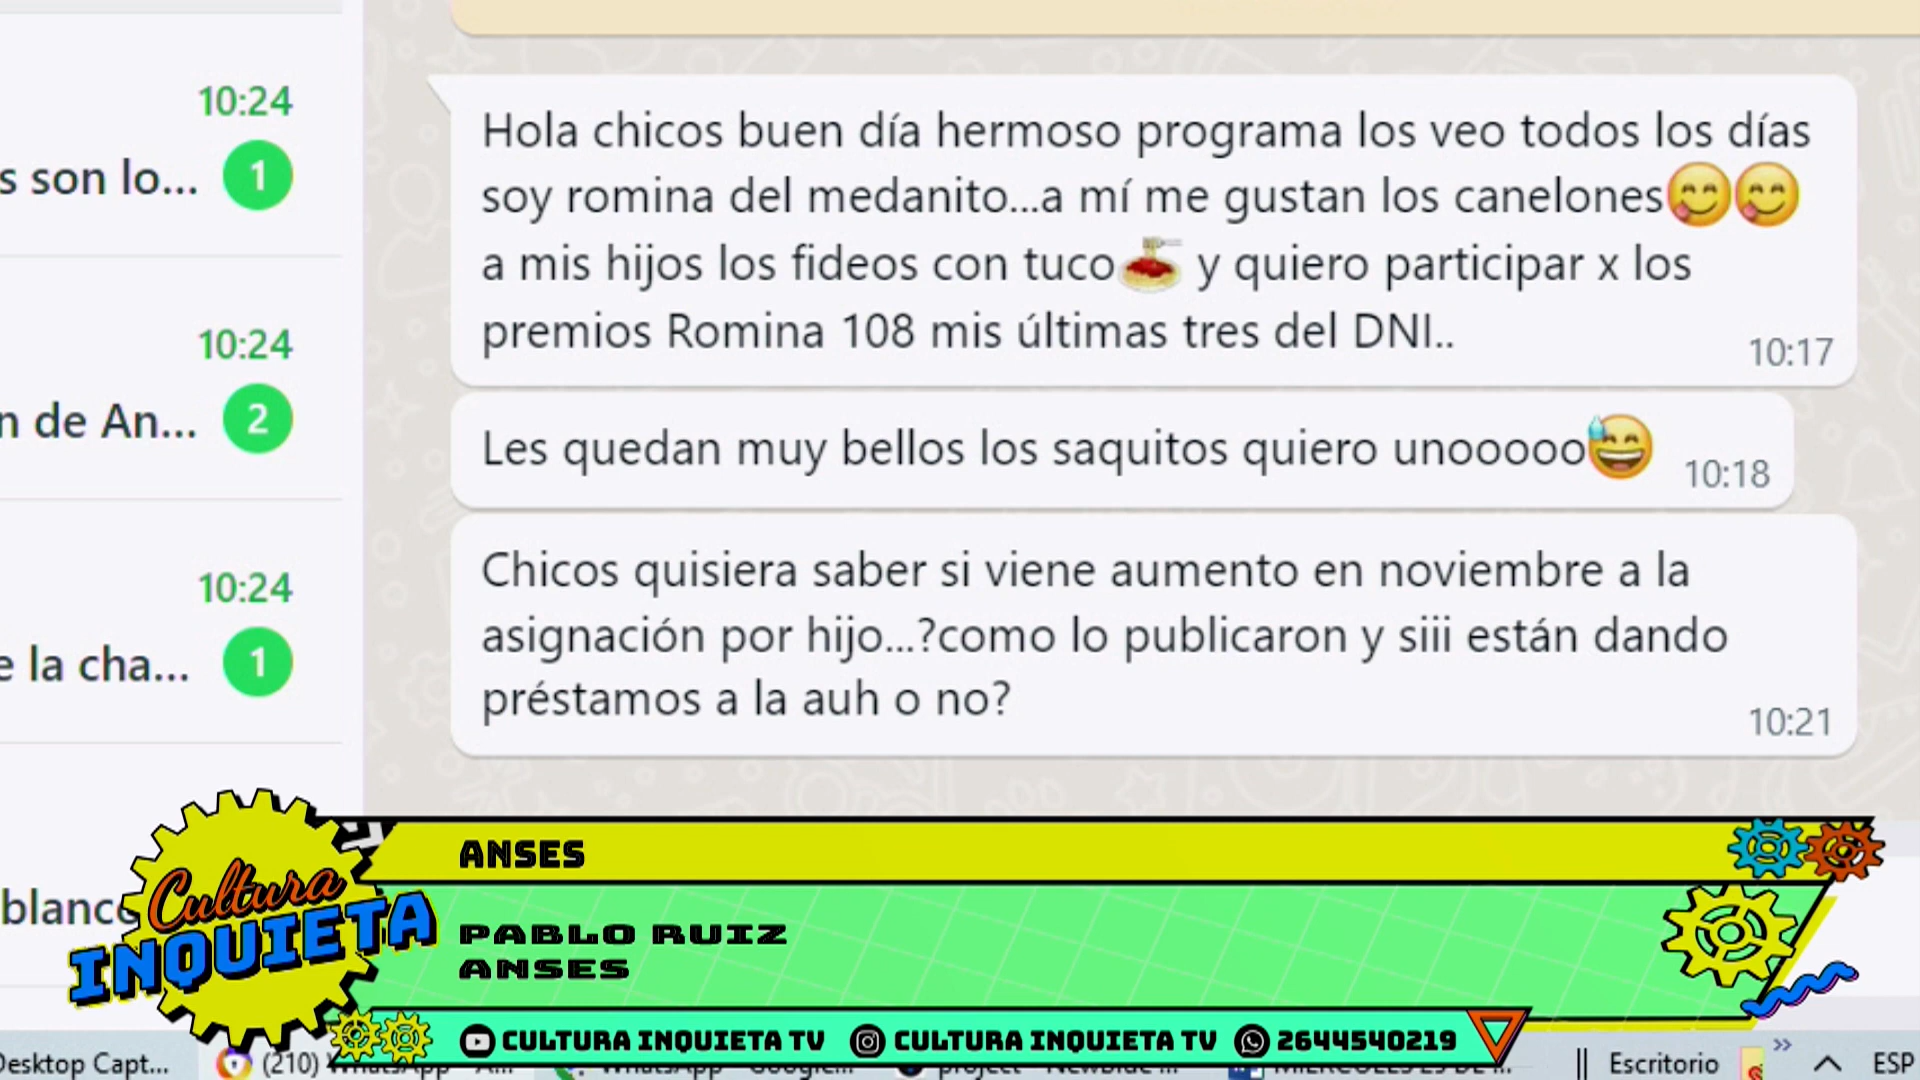 10:24
s son lo...
1
10:24
n de An...
2
10:24
e la cha...
1
blanco
Hola chicos buen día hermoso programa los veo todos los días
soy romina del medanito...a mí me gustan los canelones😋😋
a mis hijos los fideos con tuco🍝 y quiero participar x los
premios Romina 108 mis últimas tres del DNI..
10:17
Les quedan muy bellos los saquitos quiero unooooo😅
10:18
Chicos quisiera saber si viene aumento en noviembre a la
asignación por hijo...?como lo publicaron y siii están dando
préstamos a la auh o no?
10:21
Cultura
INQUIETA
ANSES
PABLO RUIZ
ANSES
CULTURA INQUIETA TV CULTURA INQUIETA TV 2644540219
Desktop Capt... (210) Escritorio ESP